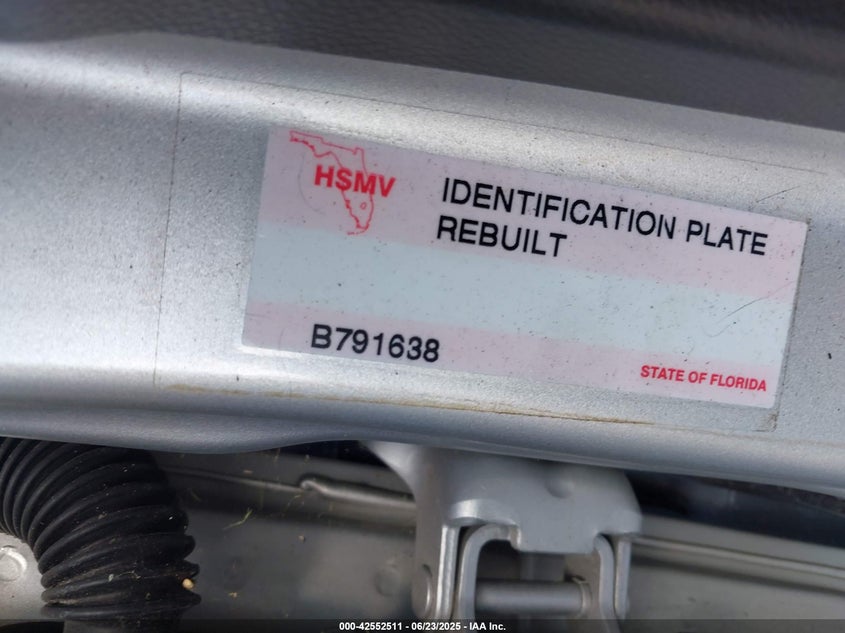 HSMV
IDENTIFICATION PLATE
REBUILT
B791638
STATE OF FLORIDA
000-42552511 - 06/23/2025 - IAA Inc.